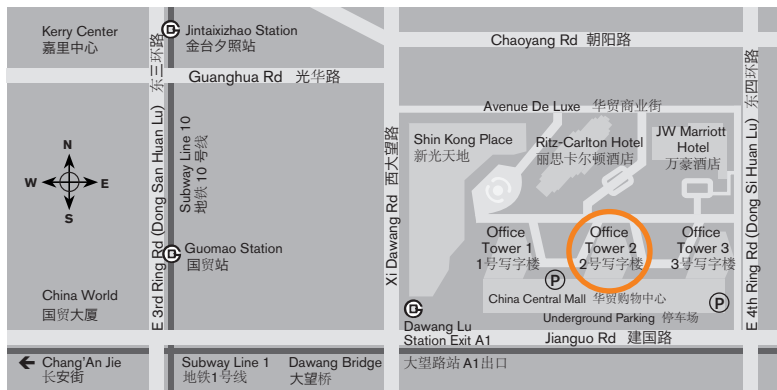 Kerry Center
嘉里中心
Jintaixizhao Station
金台夕照站
Chaoyang Rd 朝阳路
Guanghua Rd 光华路
E 3rd Ring Rd (Dong San Huan Lu) 东三环路
Subway Line 10
地铁 10 号线
Xi Dawang Rd 西大望路
E 4th Ring Rd (Dong Si Huan Lu) 东四环路
Avenue De Luxe 华贸商业街
Shin Kong Place
新光天地
Ritz-Carlton Hotel
丽思卡尔顿酒店
JW Marriott
Hotel
万豪酒店
N
W
E
S
Guomao Station
国贸站
Office
Tower 1
1号写字楼
Office
Tower 2
2号写字楼
Office
Tower 3
3号写字楼
P
China Central Mall 华贸购物中心
P
Underground Parking 停车场
China World
国贸大厦
Dawang Lu
Station Exit A1
Jianguo Rd 建国路
Chang'An Jie
长安街
Subway Line 1
地铁1号线
Dawang Bridge
大望桥
大望路站 A1出口